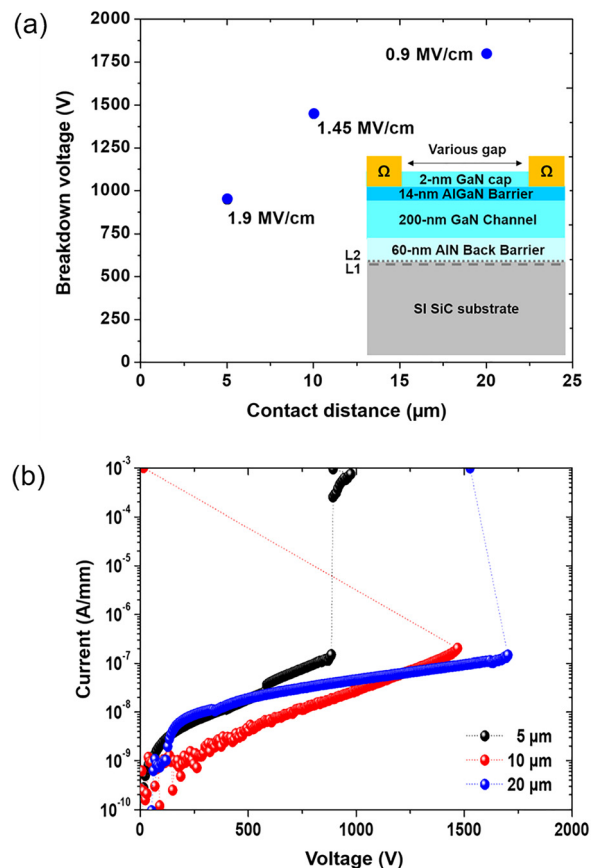 (a)
2000
1750
1500
1250
1000
750
500
250
0
Breakdown voltage (V)
0.9 MV/cm
1.45 MV/cm
1.9 MV/cm
Various gap
Ω
Ω
2-nm GaN cap
14-nm AlGaN Barrier
200-nm GaN Channel
60-nm AlN Back Barrier
L2
L1
SI SiC substrate
0 5 10 15 20 25
Contact distance (μm)
(b)
10-3
10-4
10-5
10-6
10-7
10-8
10-9
10-10
Current (A/mm)
5 μm
10 μm
20 μm
0 500 1000 1500 2000
Voltage (V)